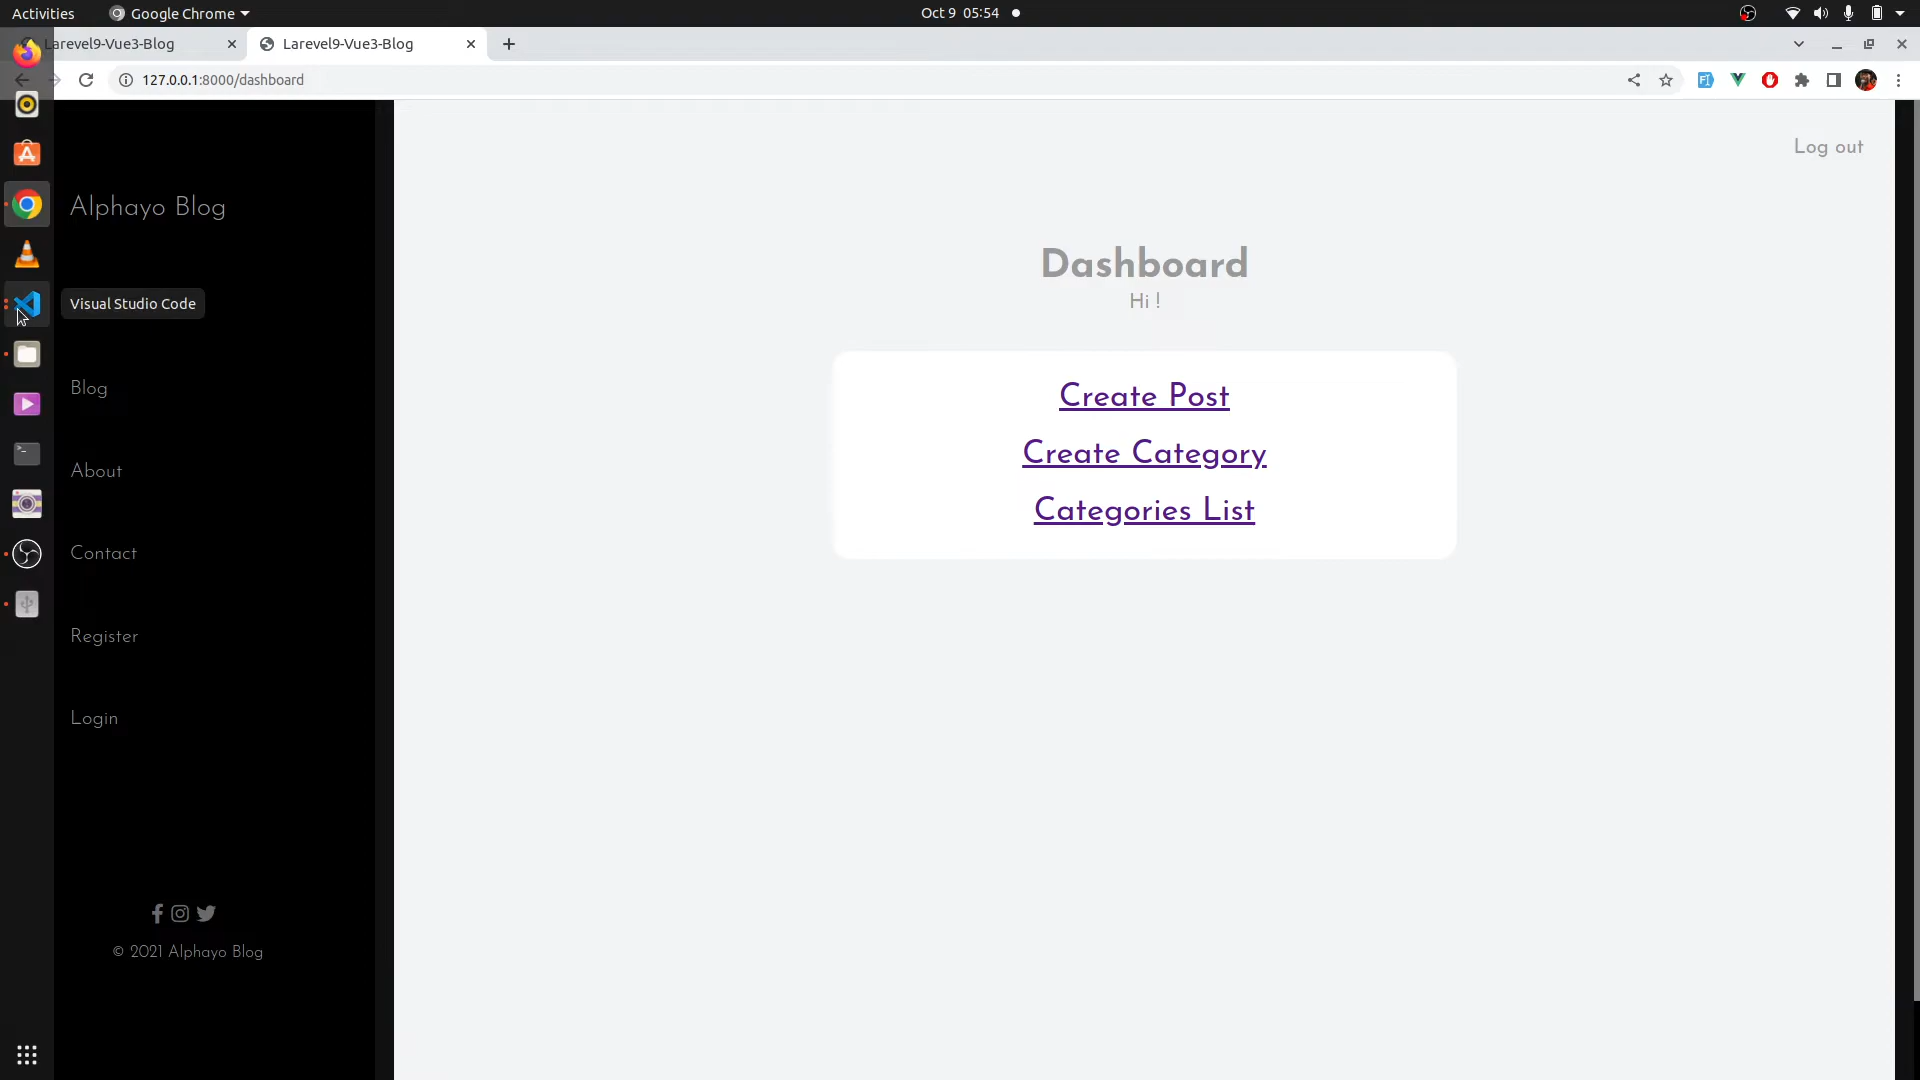 Activities
Google Chrome
Oct 9 05:54
Larevel9-Vue3-Blog
Larevel9-Vue3-Blog
127.0.0.1:8000/dashboard
Log out
Alphayo Blog
Dashboard
Hi !
Visual Studio Code
Blog
Create Post
Create Category
About
Categories List
Contact
Register
Login
© 2021 Alphayo Blog